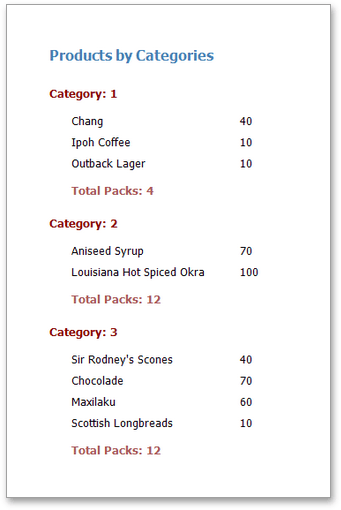 Products by Categories
Category: 1
Chang 40
Ipoh Coffee 10
Outback Lager 10
Total Packs: 4
Category: 2
Aniseed Syrup 70
Louisiana Hot Spiced Okra 100
Total Packs: 12
Category: 3
Sir Rodney's Scones 40
Chocolade 70
Maxilaku 60
Scottish Longbreads 10
Total Packs: 12